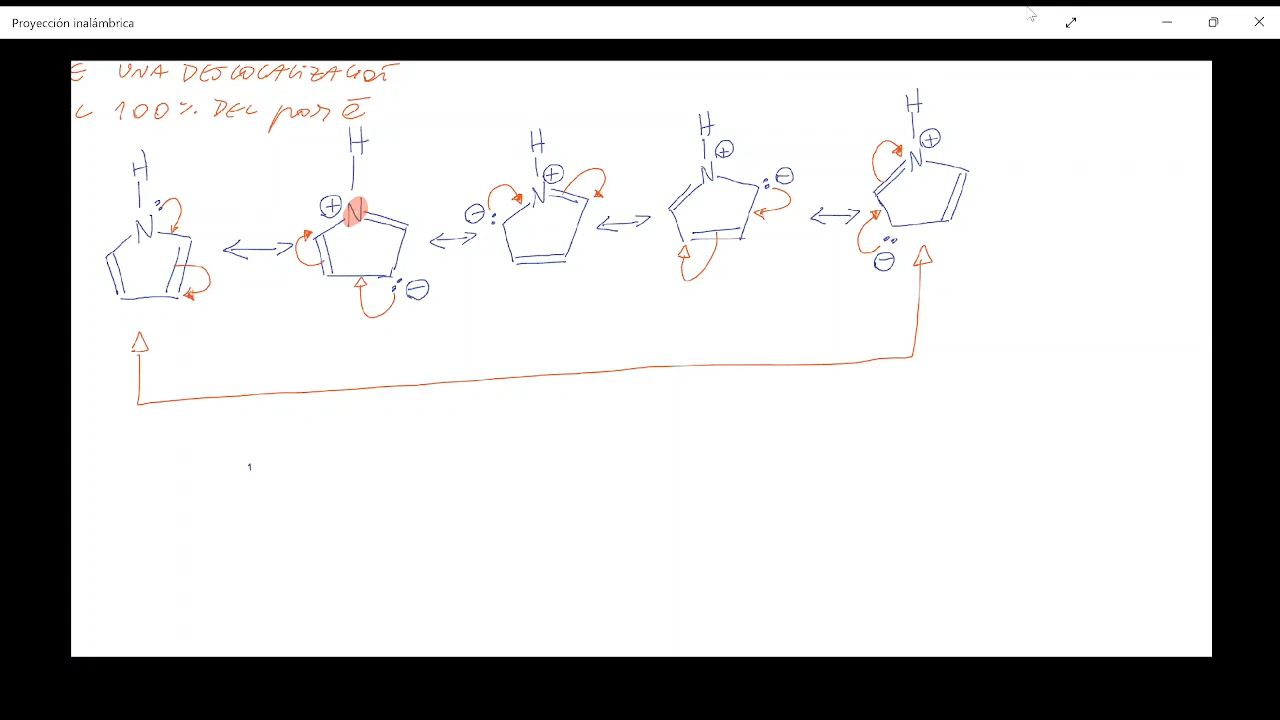 Proyección inalámbrica
E UNA DESLOCALIZACIÓN
L 100% DEL par ē
H H H H H
N: ⊕ N ⊖ : N ⊕ N ⊕ : ⊖ N ⊕
: ⊖ : ⊖